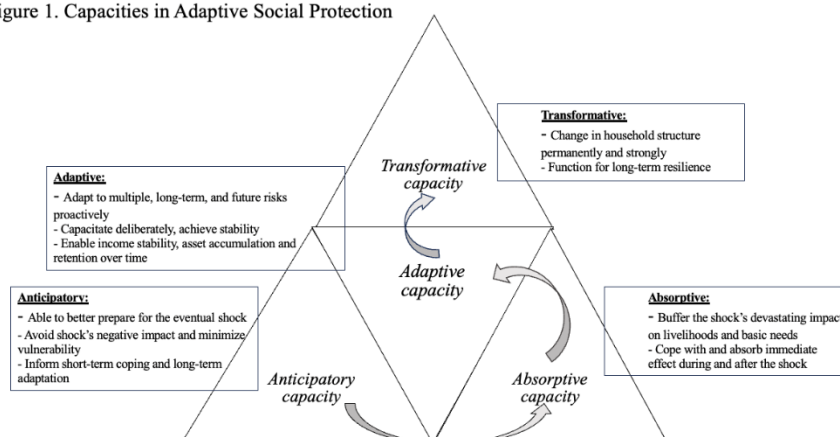 igure 1. Capacities in Adaptive Social Protection
Transformative:
- Change in household structure
permanently and strongly
- Function for long-term resilience
Transformative
capacity
Adaptive:
- Adapt to multiple, long-term, and future risks
proactively
- Capacitate deliberately, achieve stability
- Enable income stability, asset accumulation and
retention over time
Adaptive
capacity
Anticipatory:
- Able to better prepare for the eventual shock
- Avoid shock's negative impact and minimize
vulnerability
- Inform short-term coping and long-term
adaptation
Absorptive:
- Buffer the shock's devastating impac
on livelihoods and basic needs
- Cope with and absorb immediate
effect during and after the shock
Anticipatory
capacity
Absorptive
capacity